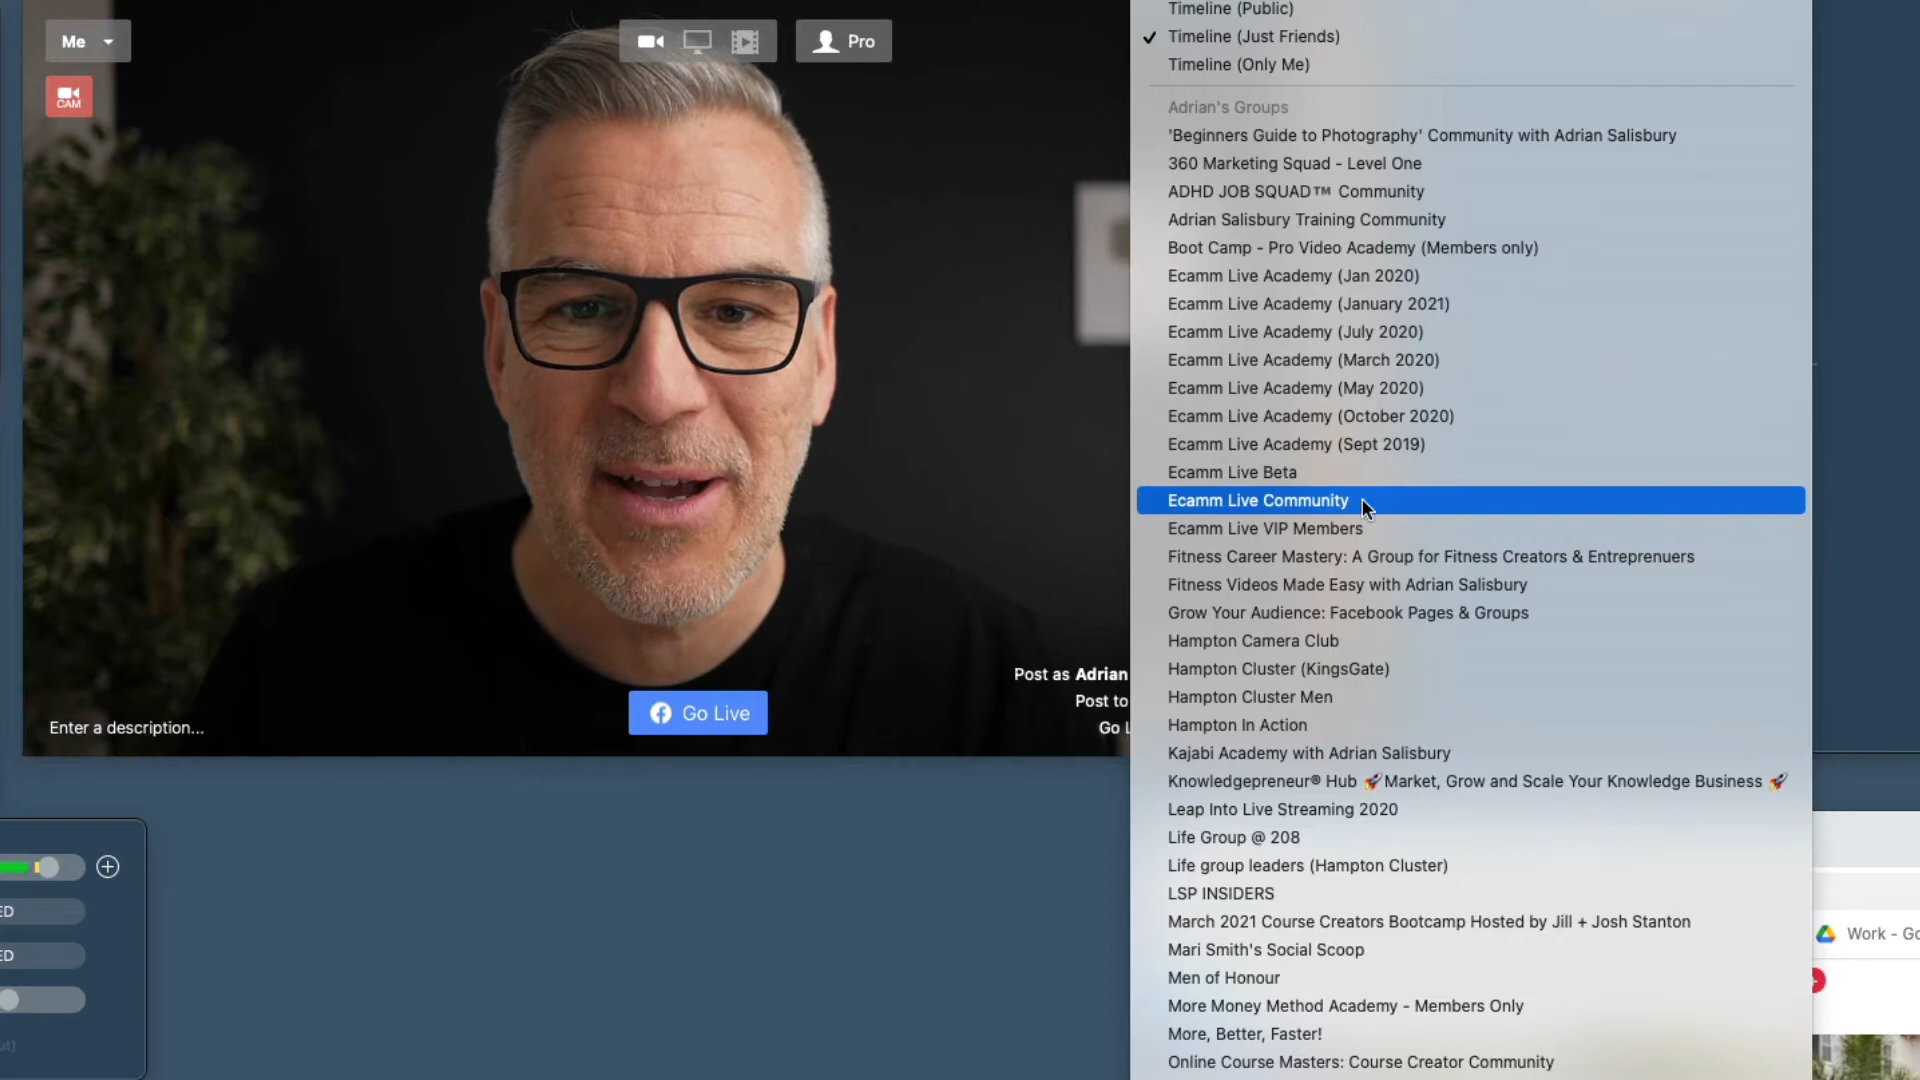 Me
Pro
CAM
Timeline (Public)
✓ Timeline (Just Friends)
Timeline (Only Me)
Adrian's Groups
'Beginners Guide to Photography' Community with Adrian Salisbury
360 Marketing Squad - Level One
ADHD JOB SQUAD™ Community
Adrian Salisbury Training Community
Boot Camp - Pro Video Academy (Members only)
Ecamm Live Academy (Jan 2020)
Ecamm Live Academy (January 2021)
Ecamm Live Academy (July 2020)
Ecamm Live Academy (March 2020)
Ecamm Live Academy (May 2020)
Ecamm Live Academy (October 2020)
Ecamm Live Academy (Sept 2019)
Ecamm Live Beta
Ecamm Live Community
Ecamm Live VIP Members
Fitness Career Mastery: A Group for Fitness Creators & Entreprenuers
Fitness Videos Made Easy with Adrian Salisbury
Grow Your Audience: Facebook Pages & Groups
Hampton Camera Club
Hampton Cluster (KingsGate)
Hampton Cluster Men
Hampton In Action
Kajabi Academy with Adrian Salisbury
Knowledgepreneur® Hub 🚀Market, Grow and Scale Your Knowledge Business 🚀
Leap Into Live Streaming 2020
Life Group @ 208
Life group leaders (Hampton Cluster)
LSP INSIDERS
March 2021 Course Creators Bootcamp Hosted by Jill + Josh Stanton
Mari Smith's Social Scoop
Men of Honour
More Money Method Academy - Members Only
More, Better, Faster!
Online Course Masters: Course Creator Community
Post as Adrian
Post to
Go L
Go Live
Enter a description...
ED
ED
Work - Go